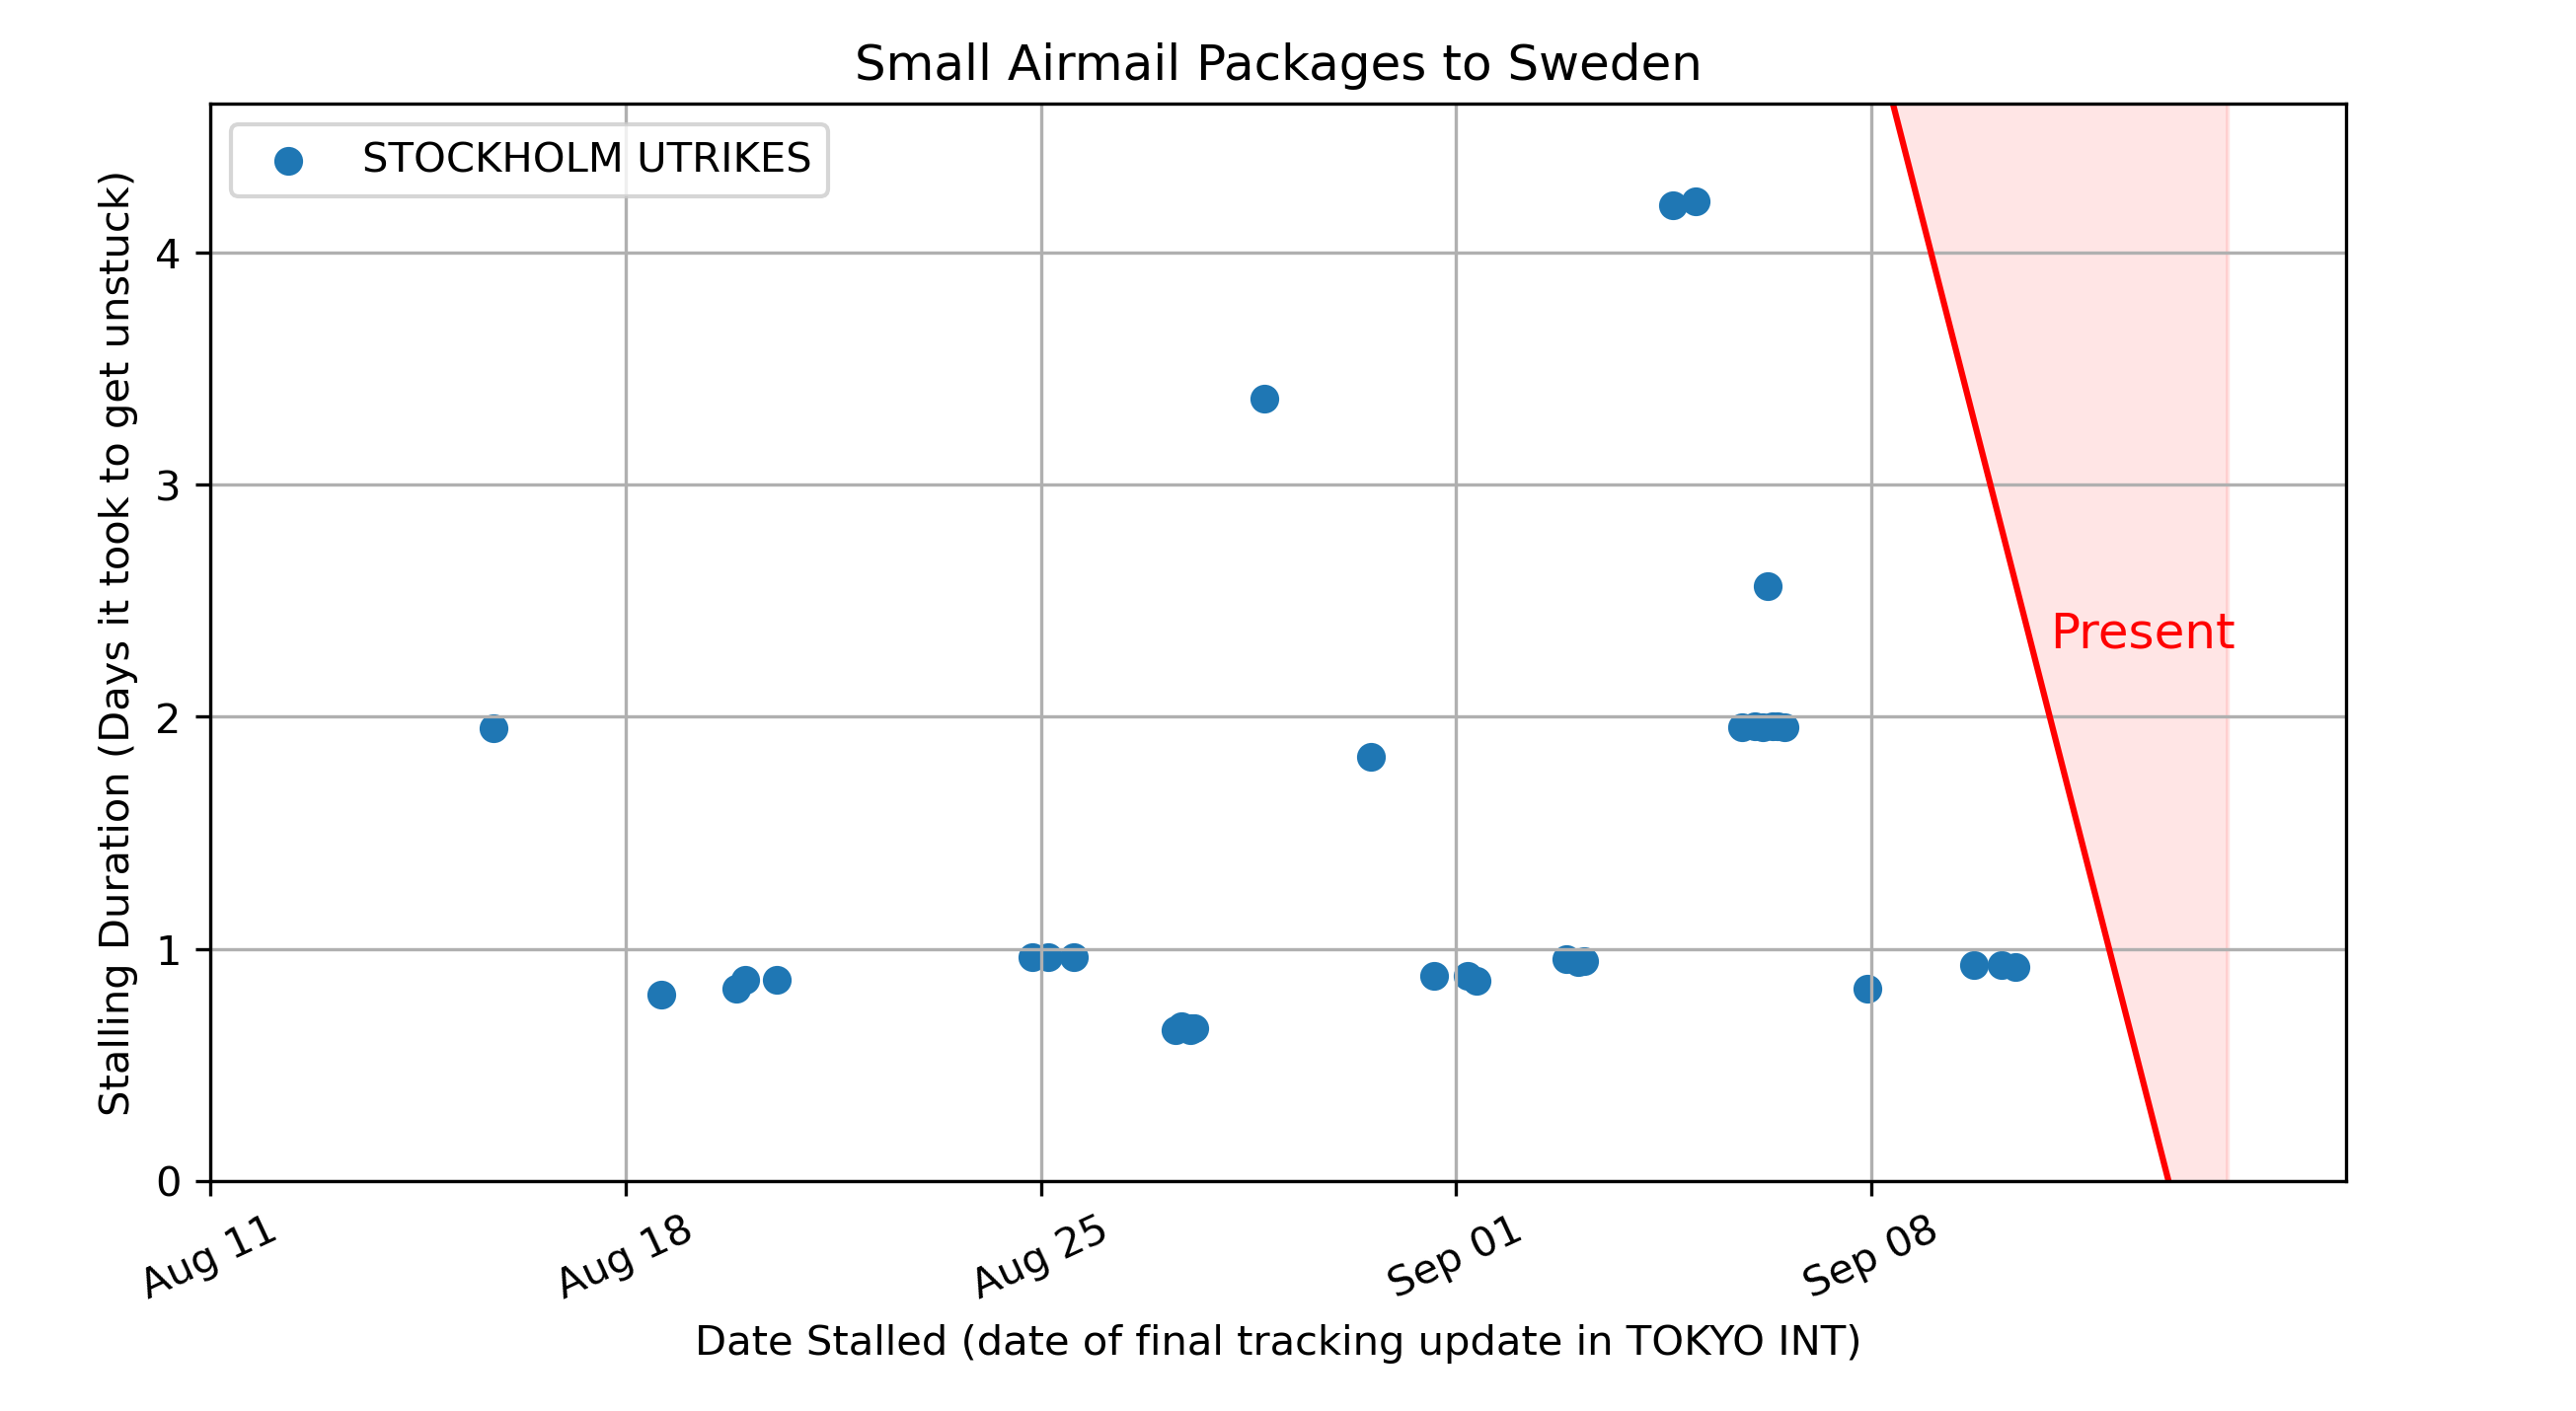 Small Airmail Packages to Sweden
STOCKHOLM UTRIKES
Stalling Duration (Days it took to get unstuck)
4
3
2
1
0
Present
Aug 11
Aug 18
Aug 25
Sep 01
Sep 08
Date Stalled (date of final tracking update in TOKYO INT)